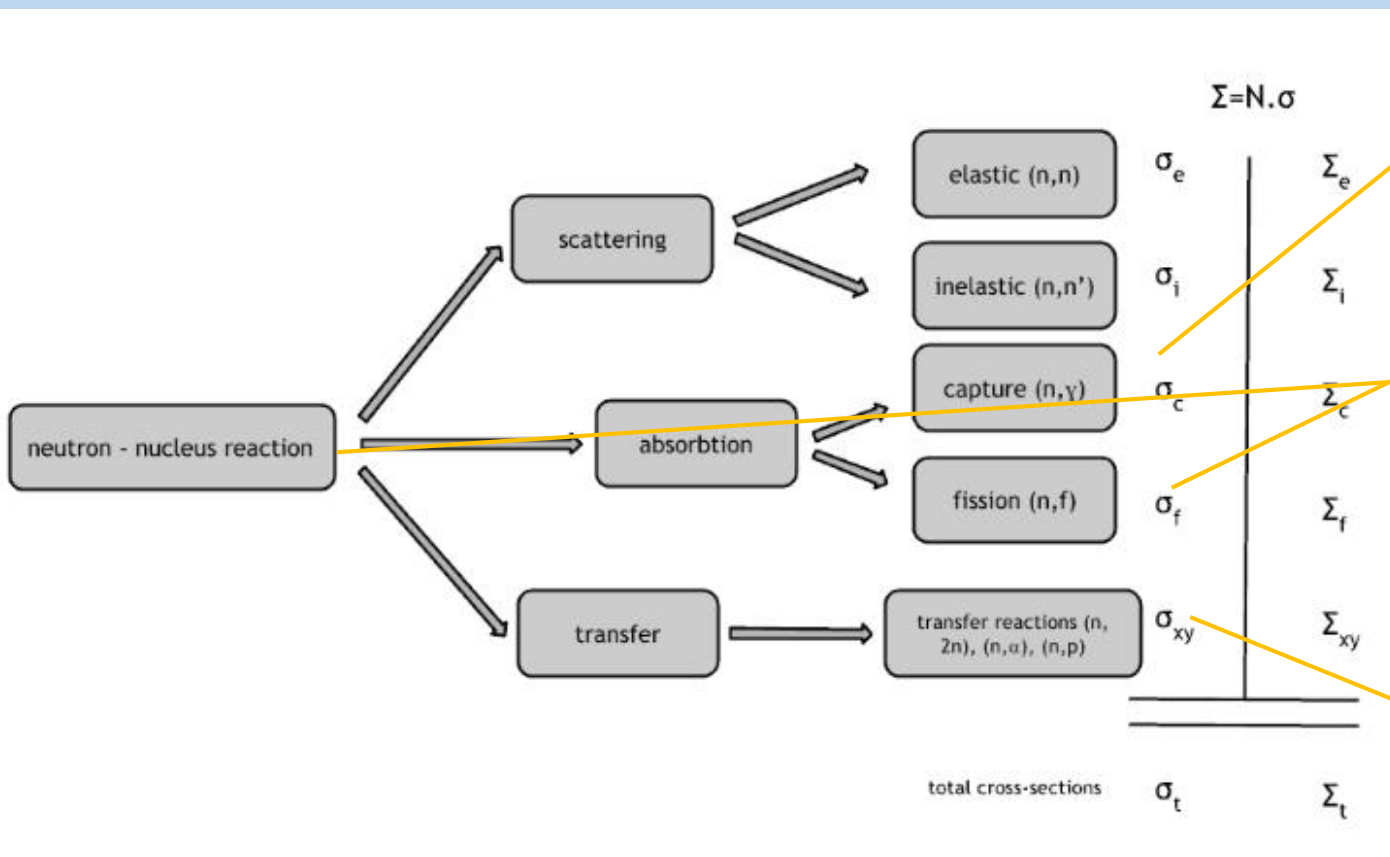 Σ=N.σ
elastic (n,n)
σe
Σe
scattering
inelastic (n,n’)
σi
Σi
capture (n,γ)
σc
Σc
neutron - nucleus reaction
absorbtion
fission (n,f)
σf
Σf
transfer
transfer reactions (n,
2n), (n,α), (n,p)
σxy
Σxy
total cross-sections
σt
Σt